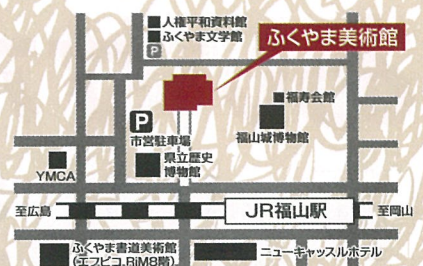 人権平和資料館
ふくやま文学館
P
ふくやま美術館
福寿会館
P
市営駐車場
福山城博物館
県立歴史
博物館
YMCA
至広島
JR福山駅
至岡山
ふくやま書道美術館
(エフピコRiM8階)
ニューキャッスルホテル